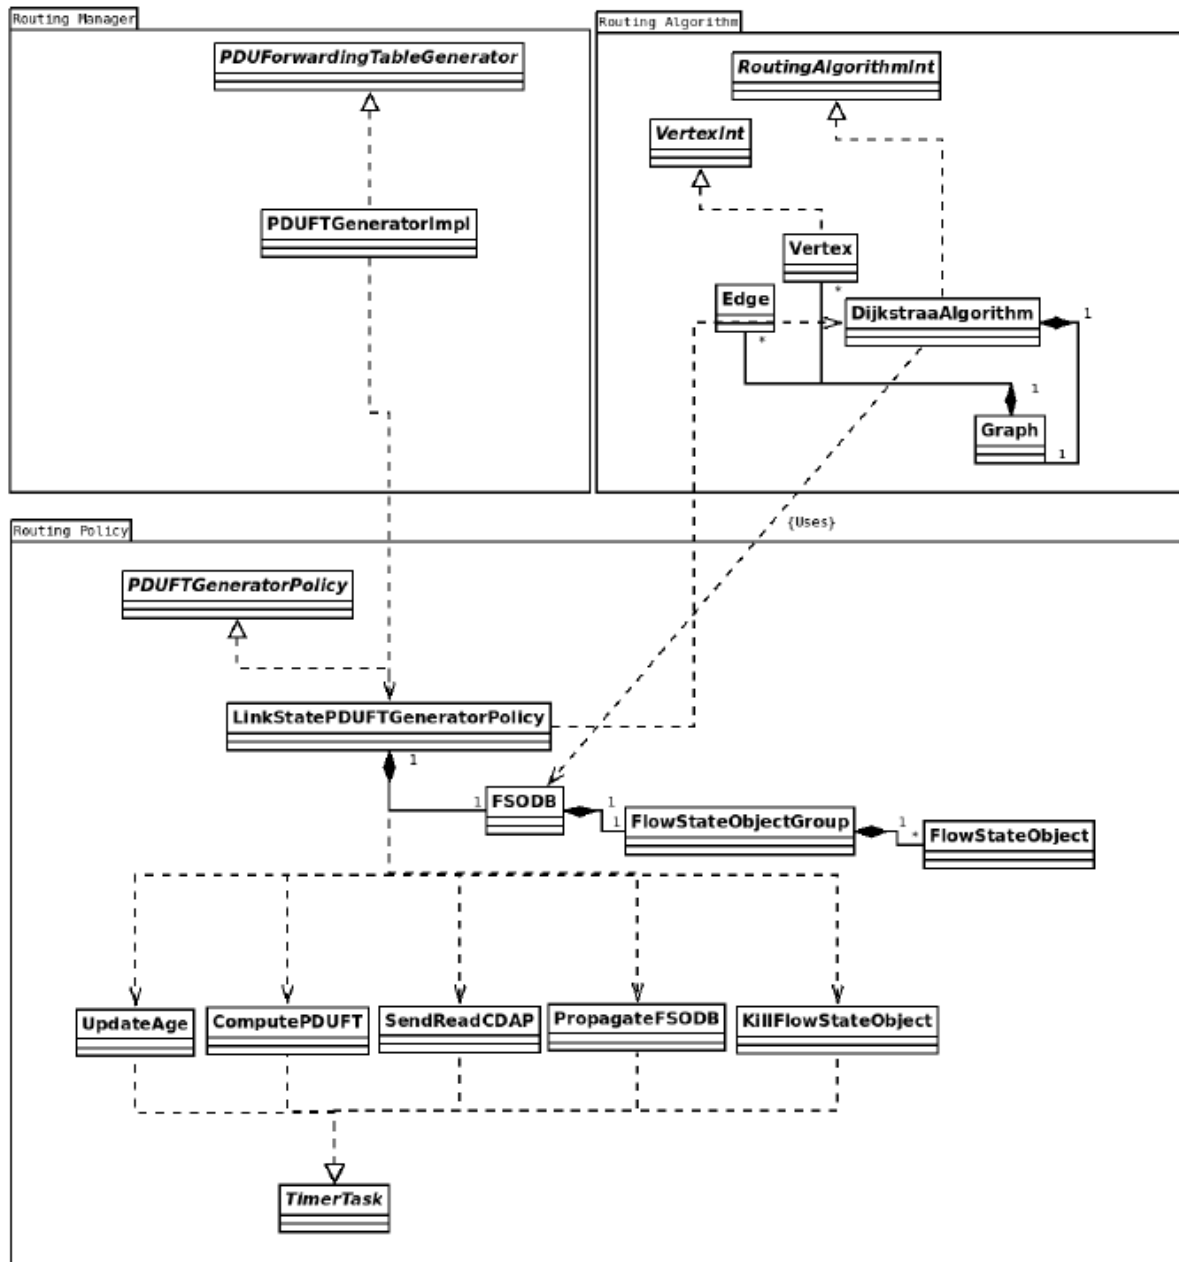 Routing Manager
PDUForwardingTableGenerator
PDUFTGeneratorImpl
Routing Algorithm
RoutingAlgorithmInt
VertexInt
Vertex
*
Edge
*
DijkstraaAlgorithm
1
1
Graph
1
{Uses}
Routing Policy
PDUFTGeneratorPolicy
LinkStatePDUFTGeneratorPolicy
1
1
FSODB
1
1
FlowStateObjectGroup
1
*
FlowStateObject
UpdateAge
ComputePDUFT
SendReadCDAP
PropagateFSODB
KillFlowStateObject
TimerTask